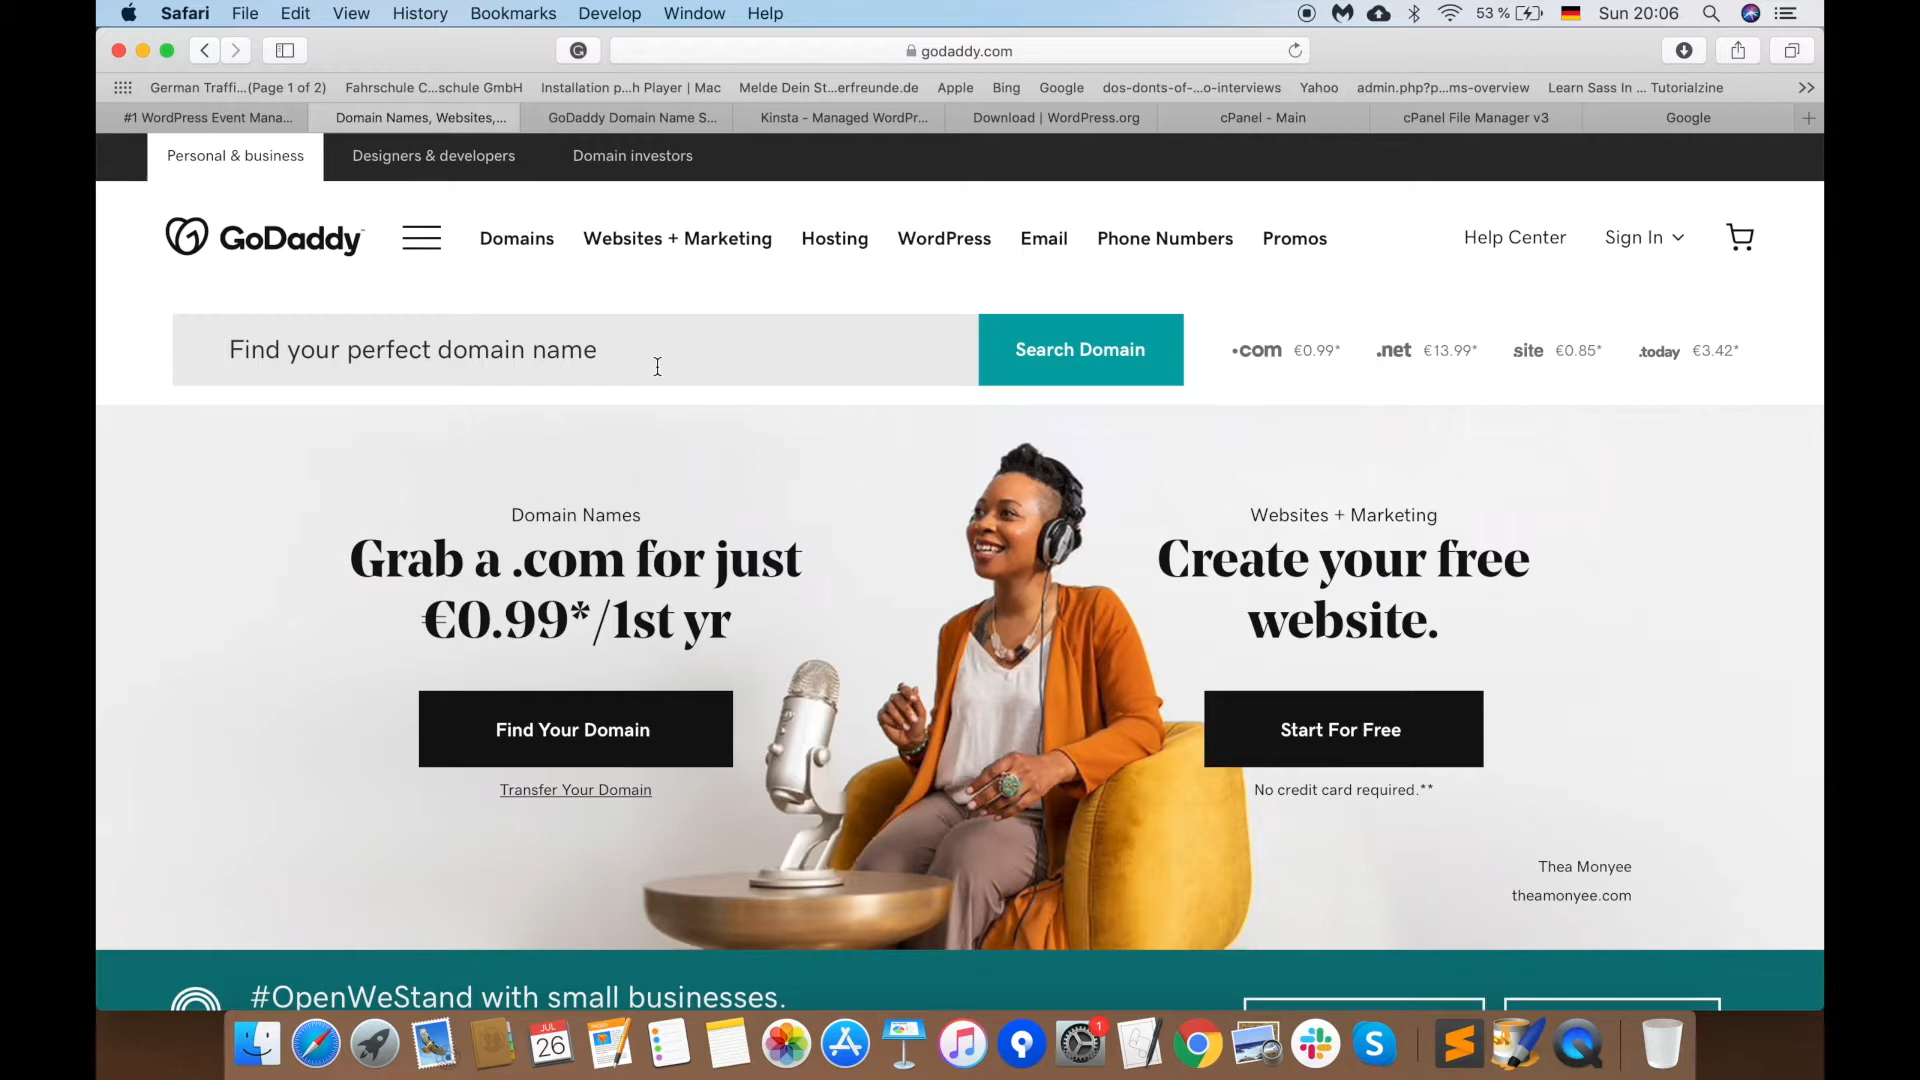 Safari File Edit View History Bookmarks Develop Window Help 53 % Sun 20:06
godaddy.com
German Traffi...(Page 1 of 2) Fahrschule C...schule GmbH Installation p...h Player | Mac Melde Dein St...erfreunde.de Apple Bing Google dos-donts-of-...o-interviews Yahoo admin.php?p...ms-overview Learn Sass In ... Tutorialzine
#1 WordPress Event Mana... Domain Names, Websites,... GoDaddy Domain Name S... Kinsta - Managed WordPr... Download | WordPress.org cPanel - Main cPanel File Manager v3 Google
Personal & business Designers & developers Domain investors
GoDaddy Domains Websites + Marketing Hosting WordPress Email Phone Numbers Promos Help Center Sign In
Find your perfect domain name Search Domain .com €0.99* .net €13.99* site €0.85* .today €3.42*
Domain Names
Grab a .com for just
€0.99*/1st yr
Find Your Domain
Transfer Your Domain
Websites + Marketing
Create your free
website.
Start For Free
No credit card required.**
Thea Monyee
theamonyee.com
#OpenWeStand with small businesses.
JUL
26
1